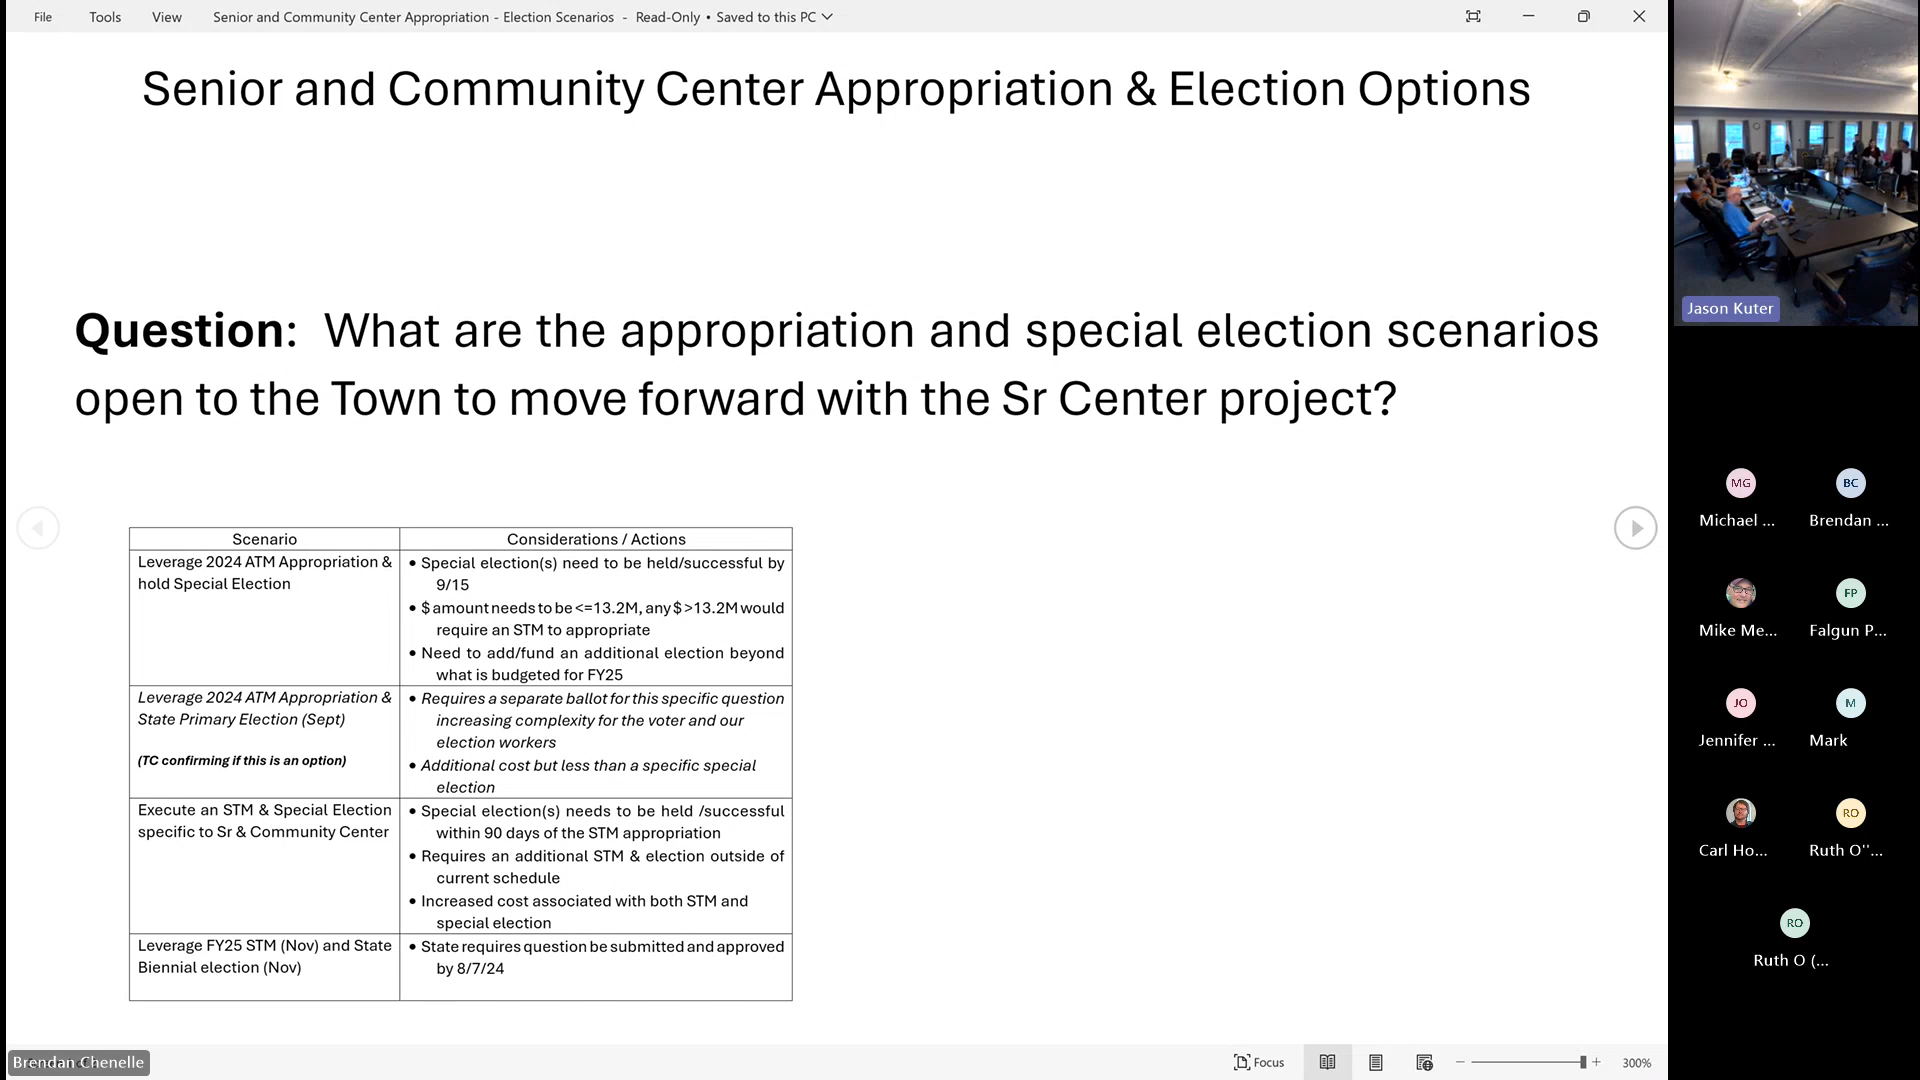 File Tools View Senior and Community Center Appropriation - Election Scenarios - Read-Only • Saved to this PC
Senior and Community Center Appropriation & Election Options
Question: What are the appropriation and special election scenarios
open to the Town to move forward with the Sr Center project?
Scenario
Considerations / Actions
Leverage 2024 ATM Appropriation &
hold Special Election
• Special election(s) need to be held/successful by
9/15
• $ amount needs to be <=13.2M, any $ >13.2M would
require an STM to appropriate
• Need to add/fund an additional election beyond
what is budgeted for FY25
Leverage 2024 ATM Appropriation &
State Primary Election (Sept)
(TC confirming if this is an option)
• Requires a separate ballot for this specific question
increasing complexity for the voter and our
election workers
• Additional cost but less than a specific special
election
Execute an STM & Special Election
specific to Sr & Community Center
• Special election(s) needs to be held /successful
within 90 days of the STM appropriation
• Requires an additional STM & election outside of
current schedule
• Increased cost associated with both STM and
special election
Leverage FY25 STM (Nov) and State
Biennial election (Nov)
• State requires question be submitted and approved
by 8/7/24
Brendan Chenelle
Focus
300%
Jason Kuter
MG
Michael ...
BC
Brendan ...
Mike Me...
FP
Falgun P...
JO
Jennifer ...
M
Mark
Carl Ho...
RO
Ruth O''...
RO
Ruth O (...